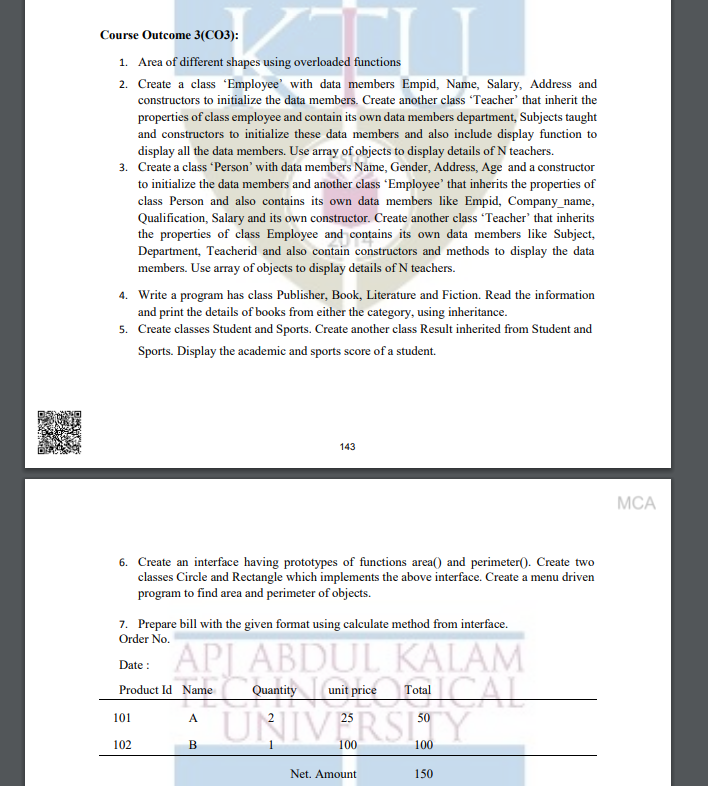 Course Outcome 3(CO3):
1. Area of different shapes using overloaded functions
2. Create a class ‘Employee’ with data members Empid, Name, Salary, Address and
constructors to initialize the data members. Create another class ‘Teacher’ that inherit the
properties of class employee and contain its own data members department, Subjects taught
and constructors to initialize these data members and also include display function to
display all the data members. Use array of objects to display details of N teachers.
3. Create a class ‘Person’ with data members Name, Gender, Address, Age and a constructor
to initialize the data members and another class ‘Employee’ that inherits the properties of
class Person and also contains its own data members like Empid, Company_name,
Qualification, Salary and its own constructor. Create another class ‘Teacher’ that inherits
the properties of class Employee and contains its own data members like Subject,
Department, Teacherid and also contain constructors and methods to display the data
members. Use array of objects to display details of N teachers.
4. Write a program has class Publisher, Book, Literature and Fiction. Read the information
and print the details of books from either the category, using inheritance.
5. Create classes Student and Sports. Create another class Result inherited from Student and
Sports. Display the academic and sports score of a student.
KTU
2014
143
MCA
6. Create an interface having prototypes of functions area() and perimeter(). Create two
classes Circle and Rectangle which implements the above interface. Create a menu driven
program to find area and perimeter of objects.
7. Prepare bill with the given format using calculate method from interface.
Order No.
Date :
Product Id Name Quantity unit price Total
101 A 2 25 50
102 B 1 100 100
Net. Amount 150
APJ ABDUL KALAM
TECHNOLOGICAL
UNIVERSITY